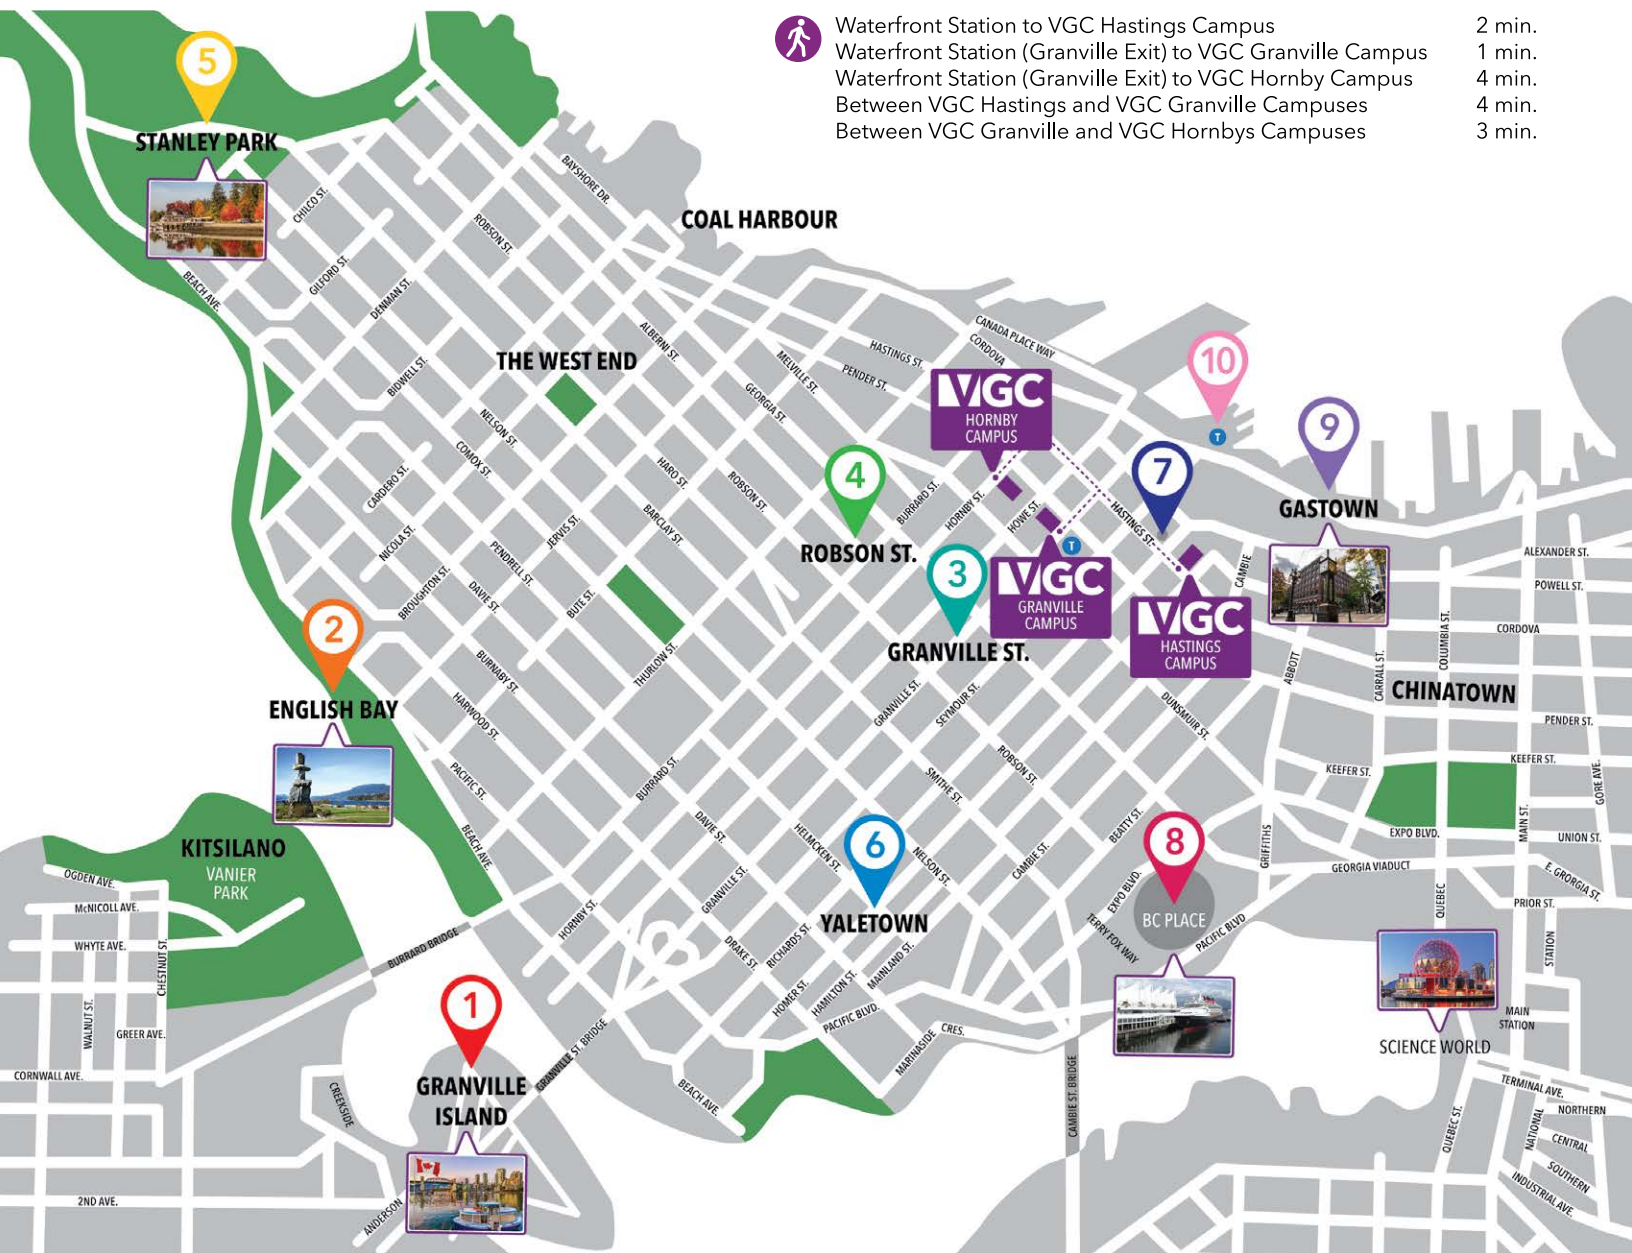 Waterfront Station to VGC Hastings Campus 2 min.
Waterfront Station (Granville Exit) to VGC Granville Campus 1 min.
Waterfront Station (Granville Exit) to VGC Hornby Campus 4 min.
Between VGC Hastings and VGC Granville Campuses 4 min.
Between VGC Granville and VGC Hornbys Campuses 3 min.
5
STANLEY PARK
CHILCO ST.
BAYSHORE DR.
ROBSON ST.
COAL HARBOUR
BEACH AVE.
GILFORD ST.
DENMAN ST.
ALBERNI ST.
THE WEST END
BIDWELL ST.
MELVILLE ST.
GEORGIA ST.
HASTINGS ST.
PENDER ST.
CANADA PLACE WAY
CORDOVA
10
T
VGC
HORNBY
CAMPUS
9
GASTOWN
7
4
ROBSON ST.
NELSON ST.
COMOX ST.
CARDERO ST.
HARO ST.
ROBSON ST.
BURRARD ST.
HORNBY ST.
HOWE ST.
HASTINGS ST.
NICOLA ST.
PENDRELL ST.
JERVIS ST.
BARCLAY ST.
T
3
GRANVILLE ST.
VGC
GRANVILLE
CAMPUS
VGC
HASTINGS
CAMPUS
CAMBIE
ALEXANDER ST.
POWELL ST.
CORDOVA
COLUMBIA ST.
BROUGHTON ST.
DAVIE ST.
BUTE ST.
2
ENGLISH BAY
BURNABY ST.
THURLOW ST.
HARWOOD ST.
GRANVILLE ST.
SEYMOUR ST.
DUNSMUIR ST.
ABBOTT
CARRALL ST.
CHINATOWN
PENDER ST.
PACIFIC ST.
BURRARD ST.
ROBSON ST.
SMITHE ST.
KEEFER ST.
KEEFER ST.
GORE AVE.
KITSILANO
VANIER
PARK
BEACH AVE.
DAVIE ST.
HELMCKEN ST.
6
YALETOWN
NELSON ST.
CAMBIE ST.
BEATTY ST.
8
BC PLACE
GRIFFITHS
EXPO BLVD.
MAIN ST.
UNION ST.
GEORGIA VIADUCT
E. GEORGIA ST.
OGDEN AVE.
McNICOLL AVE.
WHYTE AVE.
CHESTNUT ST.
BURRARD BRIDGE
HORNBY ST.
GRANVILLE ST.
DRAKE ST.
RICHARDS ST.
MAINLAND ST.
EXPO BLVD.
TERRY FOX WAY
PACIFIC BLVD
QUEBEC
PRIOR ST.
STATION
WALNUT ST.
GREER AVE.
1
GRANVILLE
ISLAND
GRANVILLE ST. BRIDGE
HOMER ST.
HAMILTON ST.
PACIFIC BLVD.
MARINASIDE
CRES.
MAIN
STATION
SCIENCE WORLD
CORNWALL AVE.
CREEKSIDE
BEACH AVE.
CAMBIE ST. BRIDGE
TERMINAL AVE.
NORTHERN
QUEBEC ST.
NATIONAL
CENTRAL
SOUTHERN
INDUSTRIAL AVE.
2ND AVE.
ANDERSON